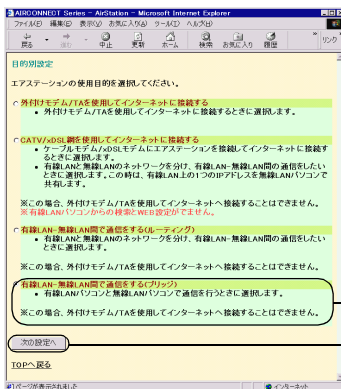 AIRCONNECT Series - AirStation - Microsoft Internet Explorer
ファイル(F) 編集(E) 表示(V) お気に入り(A) ツール(T) ヘルプ(H)
戻る 進む 中止 更新 ホーム 検索 お気に入り 履歴 リンク
目的別設定
エアステーションの使用目的を選択してください。
外付けモデム/TAを使用してインターネットに接続する
• 外付けモデム/TAを使用してインターネットに接続するときに選択します。
CATV/xDSL網を使用してインターネットに接続する
• ケーブルモデム/xDSLモデムにエアステーションを接続して使用する
ときに選択します。
• 有線LANと無線LANのネットワークを分け、有線LAN-無線LAN間の通信をしたい
ときに選択します。この時は、有線LAN上の1つのIPアドレスを無線LANパソコンで
共有します。
※この場合、外付けモデム/TAを使用してインターネットへ接続することはできません。
※有線LANパソコンからの検索とWEB設定ができません。
有線LAN-無線LAN間で通信をする(ルーティング)
• 有線LANと無線LANのネットワークを分け、有線LAN-無線LAN間の通信をしたい
ときに選択します。
※この場合、外付けモデム/TAを使用してインターネットへ接続することはできません。
有線LAN-無線LAN間で通信をする(ブリッジ)
• 有線LANパソコンと無線LANパソコンで通信を行うときに選択します。
※この場合、外付けモデム/TAを使用してインターネットへ接続することはできません。
次の設定へ
TOPへ戻る
ページが表示されました インターネット